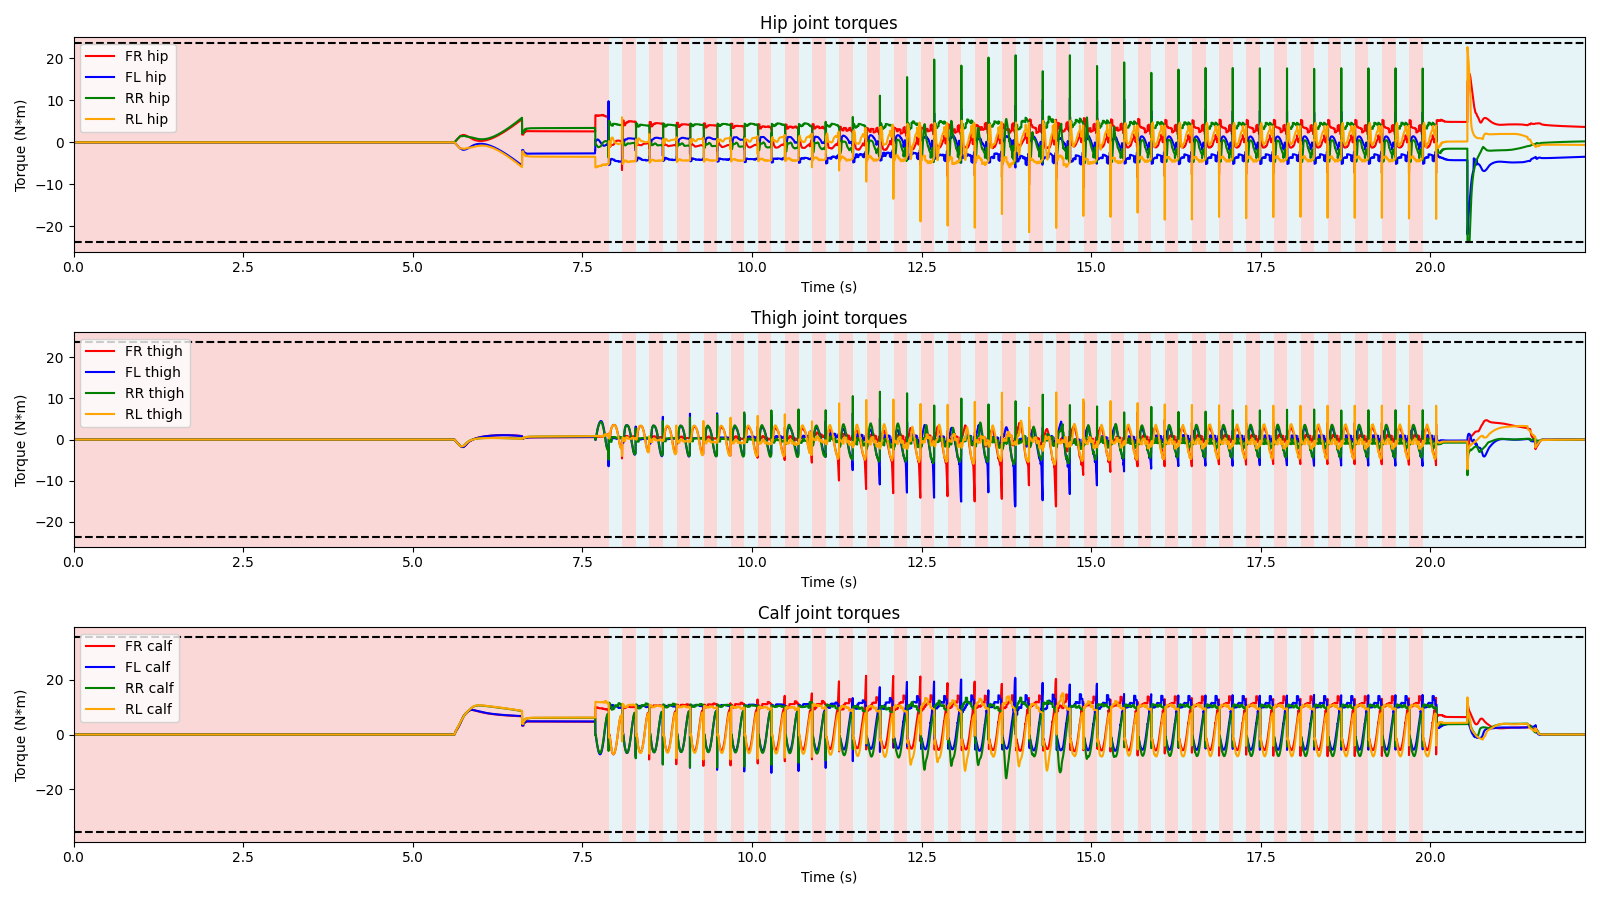 Hip joint torques
20
10
0
−10
−20
Torque (N*m)
FR hip
FL hip
RR hip
RL hip
0.0 2.5 5.0 7.5 10.0 12.5 15.0 17.5 20.0
Time (s)
Thigh joint torques
20
10
0
−10
−20
Torque (N*m)
FR thigh
FL thigh
RR thigh
RL thigh
0.0 2.5 5.0 7.5 10.0 12.5 15.0 17.5 20.0
Time (s)
Calf joint torques
20
0
−20
Torque (N*m)
FR calf
FL calf
RR calf
RL calf
0.0 2.5 5.0 7.5 10.0 12.5 15.0 17.5 20.0
Time (s)